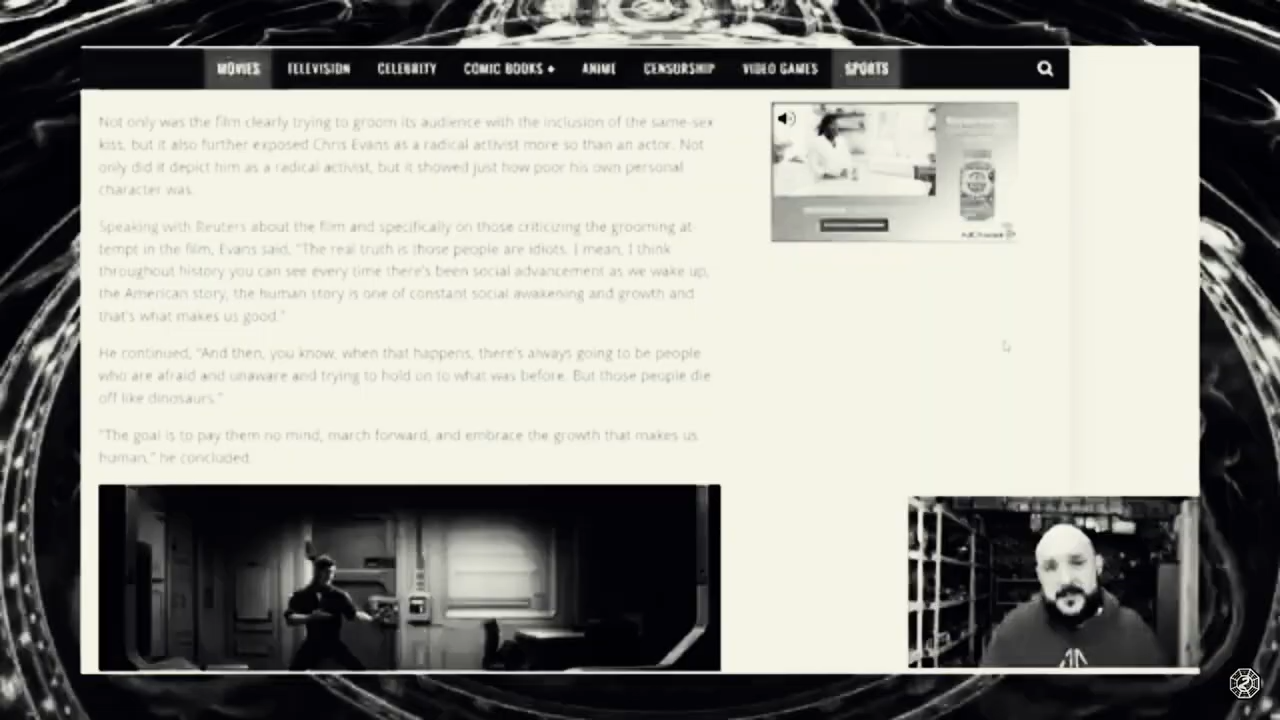 MOVIES TELEVISION CELEBRITY COMIC BOOKS ANIME CENSORSHIP VIDEO GAMES SPORTS
Not only was the film clearly trying to groom its audience with the inclusion of the same-sex
kiss, but it also further exposed Chris Evans as a radical activist more so than an actor. Not
only did it depict him as a radical activist, but it showed just how poor his own personal
character was.
Speaking with Reuters about the film and specifically on those criticizing the grooming at-
tempt in the film, Evans said, "The real truth is those people are idiots. I mean, I think
throughout history you can see every time there's been social advancement as we wake up,
the American story, the human story is one of constant social awakening and growth and
that's what makes us good."
He continued, "And then, you know, when that happens, there's always going to be people
who are afraid and unaware and trying to hold on to what was before. But those people die
off like dinosaurs."
"The goal is to pay them no mind, march forward, and embrace the growth that makes us
human," he concluded.